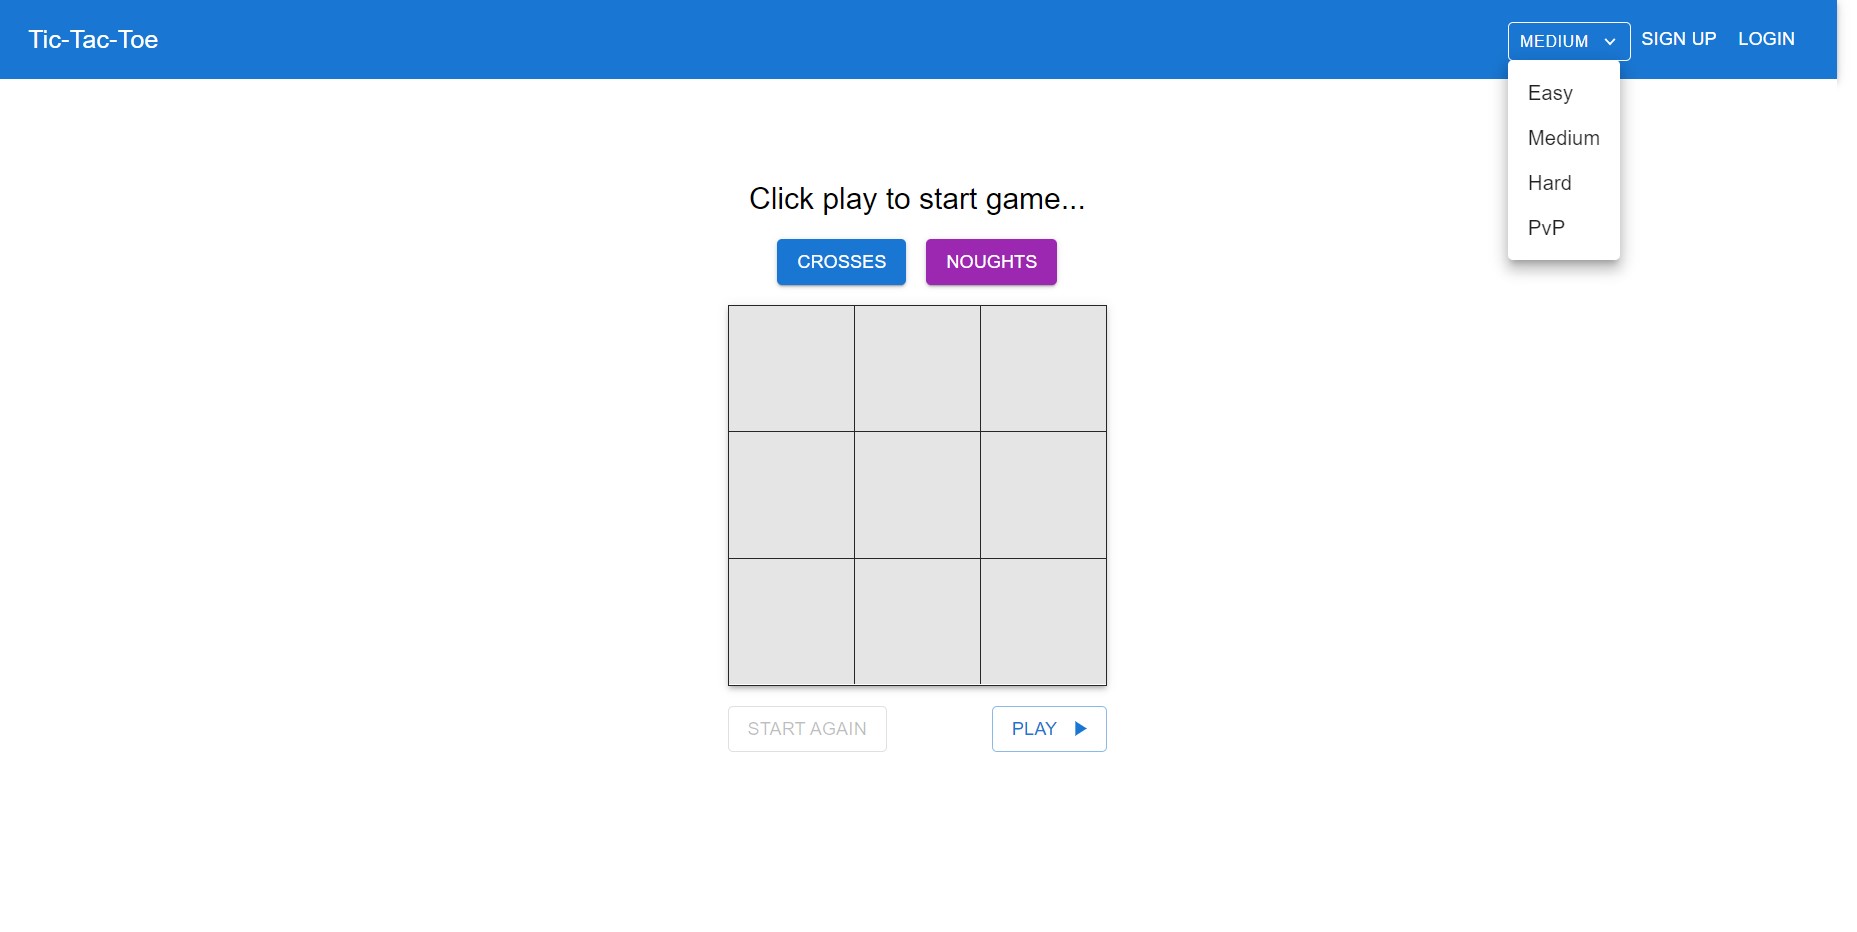 Tic-Tac-Toe
MEDIUM
SIGN UP
LOGIN
Easy
Medium
Hard
PvP
Click play to start game...
CROSSES
NOUGHTS
START AGAIN
PLAY